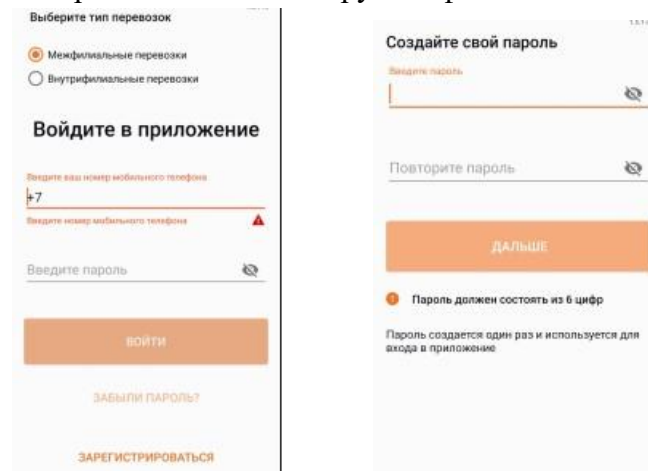 Выберите тип перевозок
Межфилиальные перевозки
Внутрифилиальные перевозки
Войдите в приложение
Введите ваш номер мобильного телефона
+7
Введите номер мобильного телефона
Введите пароль
ВОЙТИ
ЗАБЫЛИ ПАРОЛЬ?
ЗАРЕГИСТРИРОВАТЬСЯ
Создайте свой пароль
Введите пароль
Повторите пароль
ДАЛЬШЕ
Пароль должен состоять из 6 цифр
Пароль создается один раз и используется для
входа в приложение